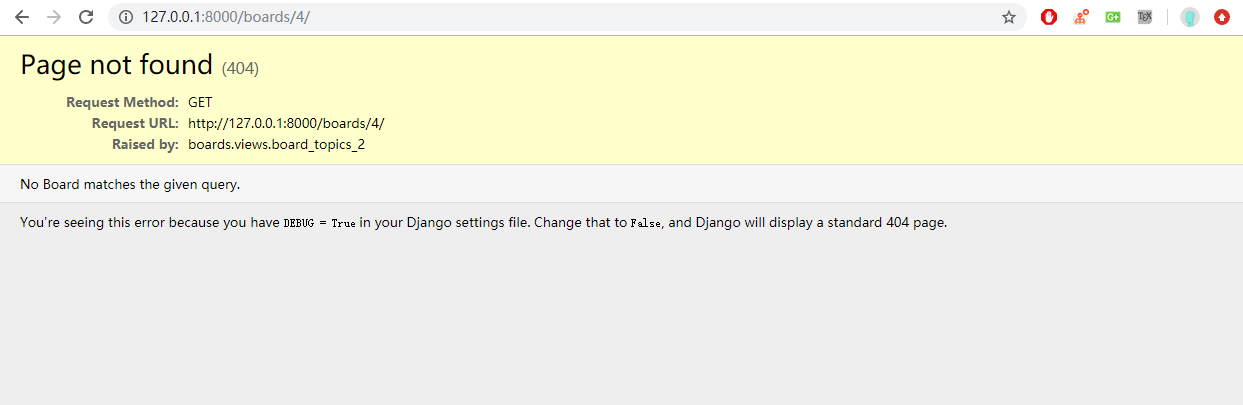 127.0.0.1:8000/boards/4/
G+
TEX
Page not found (404)
Request Method: GET
Request URL: http://127.0.0.1:8000/boards/4/
Raised by: boards.views.board_topics_2
No Board matches the given query.
You're seeing this error because you have DEBUG = True in your Django settings file. Change that to False, and Django will display a standard 404 page.